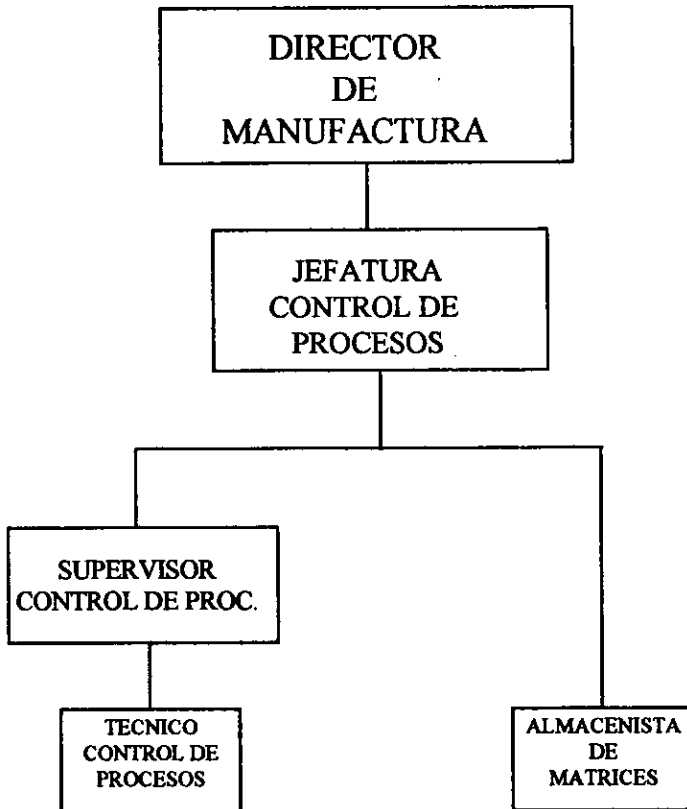 DIRECTOR
DE
MANUFACTURA
JEFATURA
CONTROL DE
PROCESOS
SUPERVISOR
CONTROL DE PROC.
TECNICO
CONTROL DE
PROCESOS
ALMACENISTA
DE
MATRICES